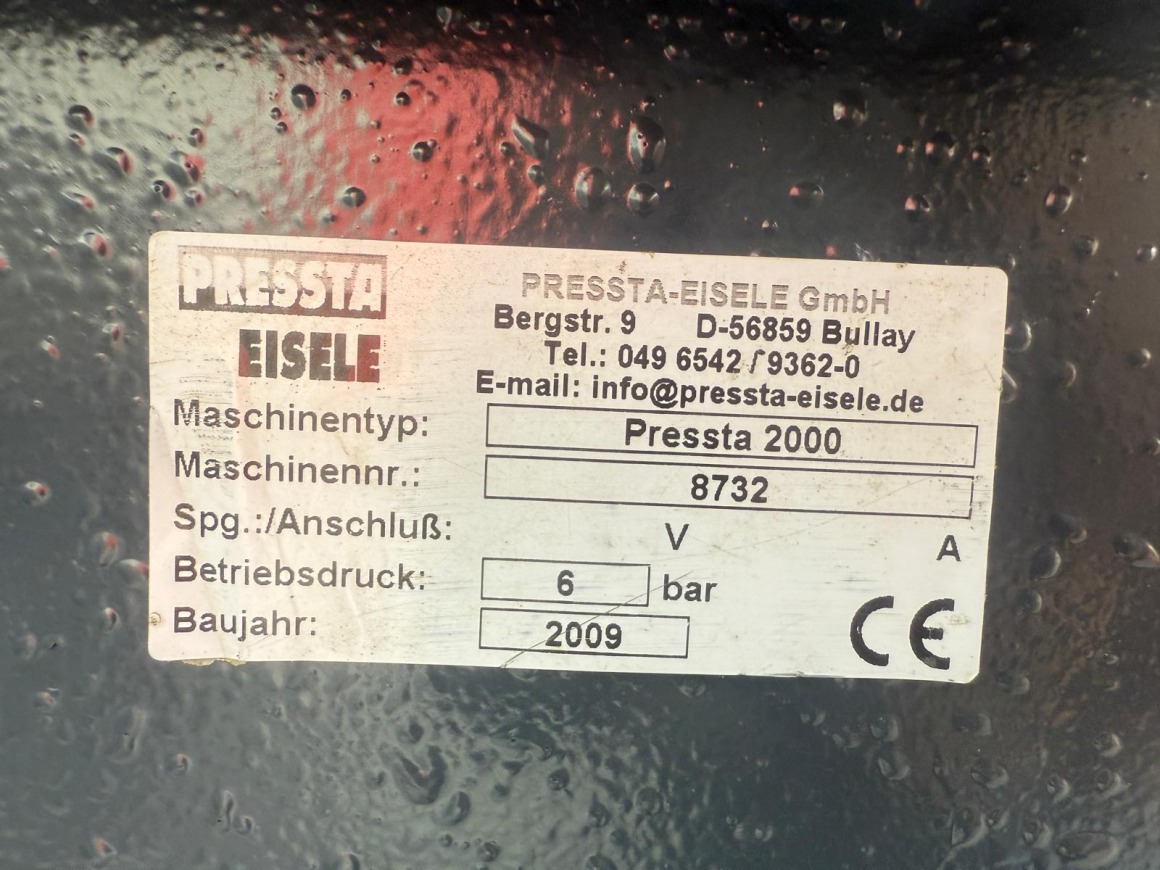 PRESSTA
EISELE
PRESSTA-EISELE GmbH
Bergstr. 9 D-56859 Bullay
Tel.: 049 6542 / 9362-0
E-mail: info@pressta-eisele.de
Maschinentyp: Pressta 2000
Maschinennr.: 8732
Spg.:/Anschluß: V A
Betriebsdruck: 6 bar
Baujahr: 2009
CE